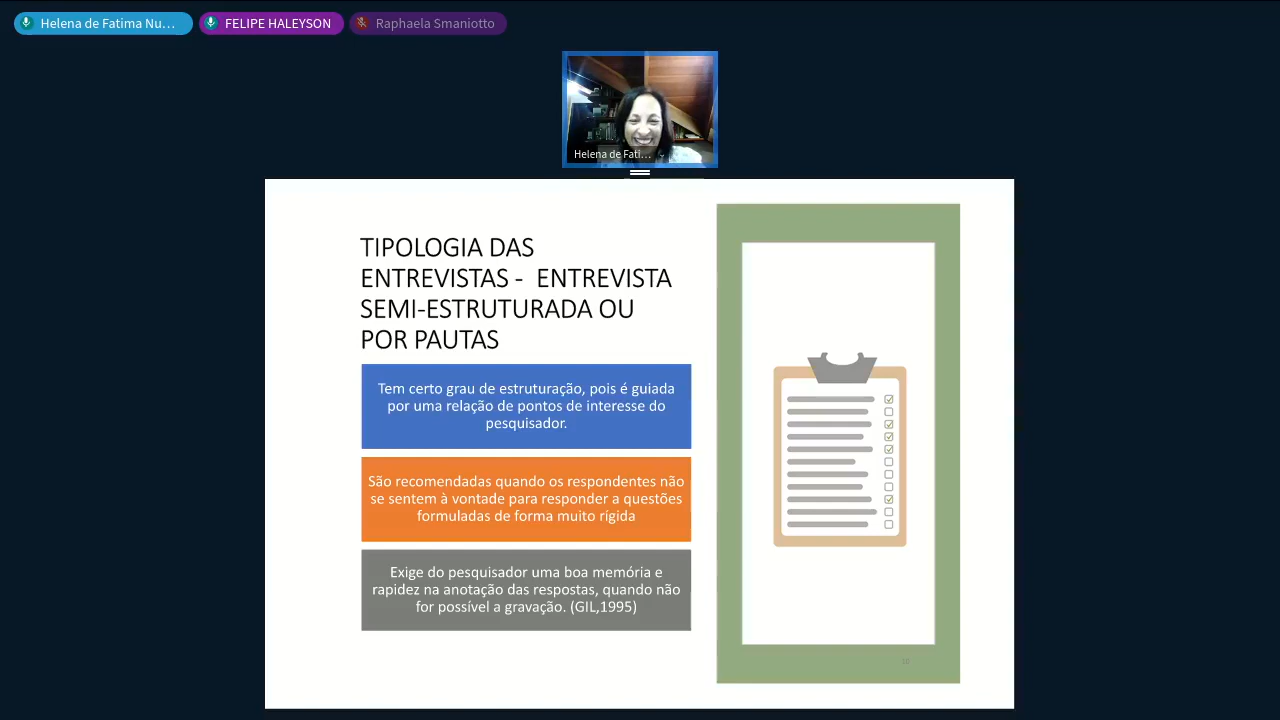 Helena de Fatima Nu...
FELIPE HALEYSON
Raphaela Smaniotto
Helena de Fati...
TIPOLOGIA DAS
ENTREVISTAS - ENTREVISTA
SEMI-ESTRUTURADA OU
POR PAUTAS
Tem certo grau de estruturação, pois é guiada
por uma relação de pontos de interesse do
pesquisador.
São recomendadas quando os respondentes não
se sentem à vontade para responder a questões
formuladas de forma muito rígida
Exige do pesquisador uma boa memória e
rapidez na anotação das respostas, quando não
for possível a gravação. (GIL,1995)